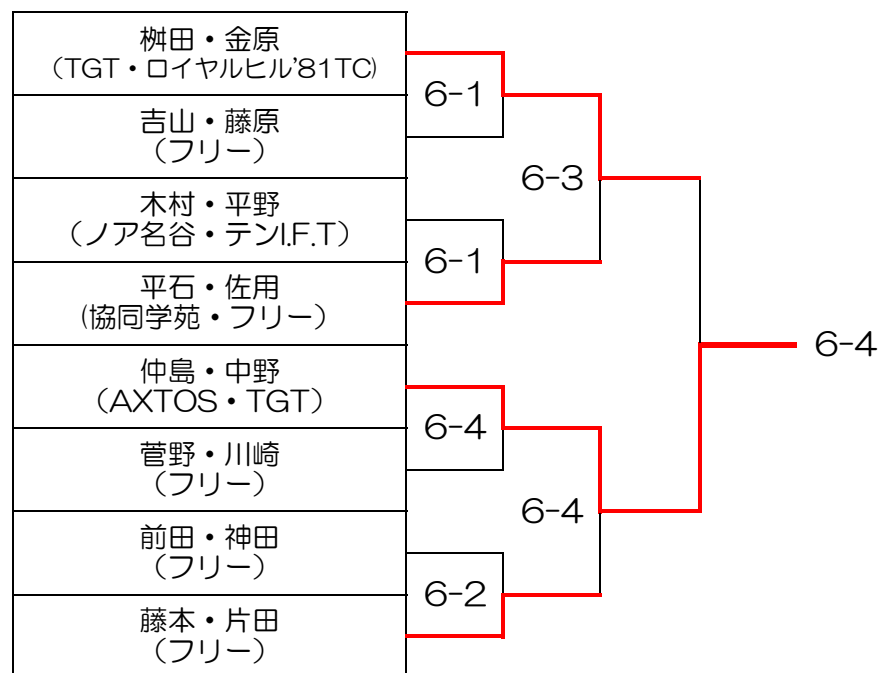 桝田・金原
（TGT・ロイヤルヒル’81TC)
6-1
吉山・藤原
（フリー）
6-3
木村・平野
（ノア名谷・テンI.F.T）
6-1
平石・佐用
(協同学苑・フリー）
6-4
仲島・中野
（AXTOS・TGT）
6-4
菅野・川崎
（フリー）
6-4
前田・神田
（フリー）
6-2
藤本・片田
（フリー）